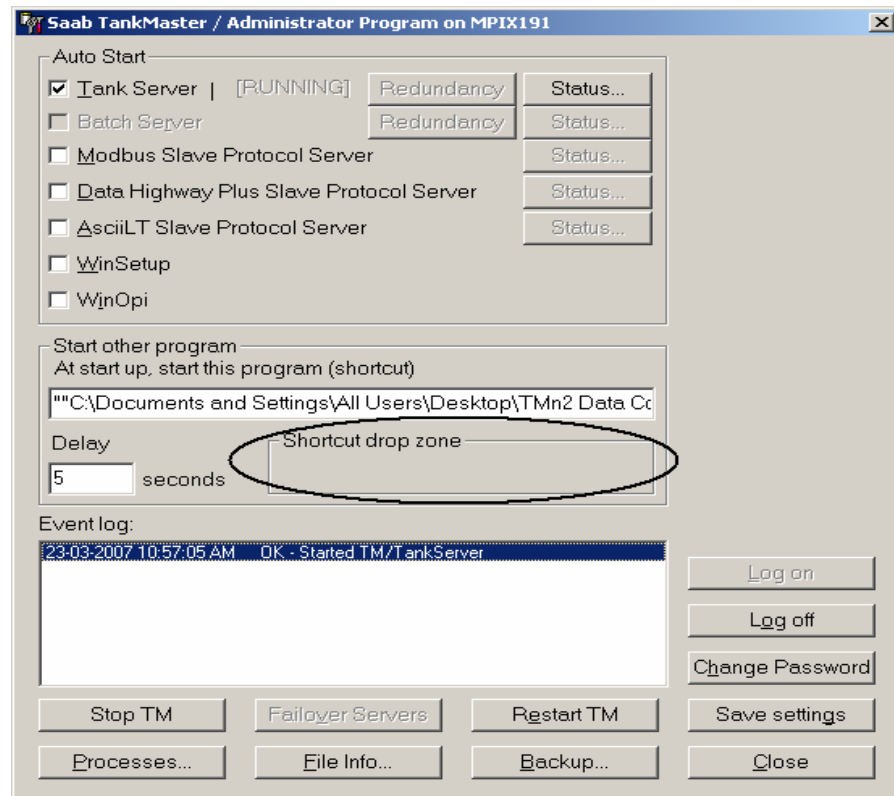 Saab TankMaster / Administrator Program on MPIX191
Auto Start
Tank Server | [RUNNING] Redundancy Status...
Batch Server Redundancy Status...
Modbus Slave Protocol Server Status...
Data Highway Plus Slave Protocol Server Status...
AsciiLT Slave Protocol Server Status...
WinSetup
WinOpi
Start other program
At start up, start this program (shortcut)
""C:\Documents and Settings\All Users\Desktop\TMn2 Data Cc
Delay Shortcut drop zone
5 seconds
Event log:
23-03-2007 10:57:05 AM OK - Started TM/TankServer
Log on
Log off
Change Password
Stop TM Failover Servers Restart TM Save settings
Processes... File Info... Backup... Close